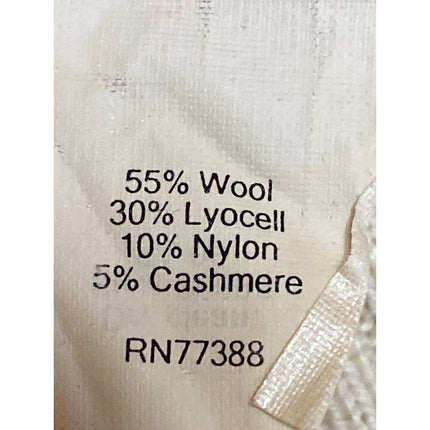 55% Wool
30% Lyocell
10% Nylon
5% Cashmere
RN77388